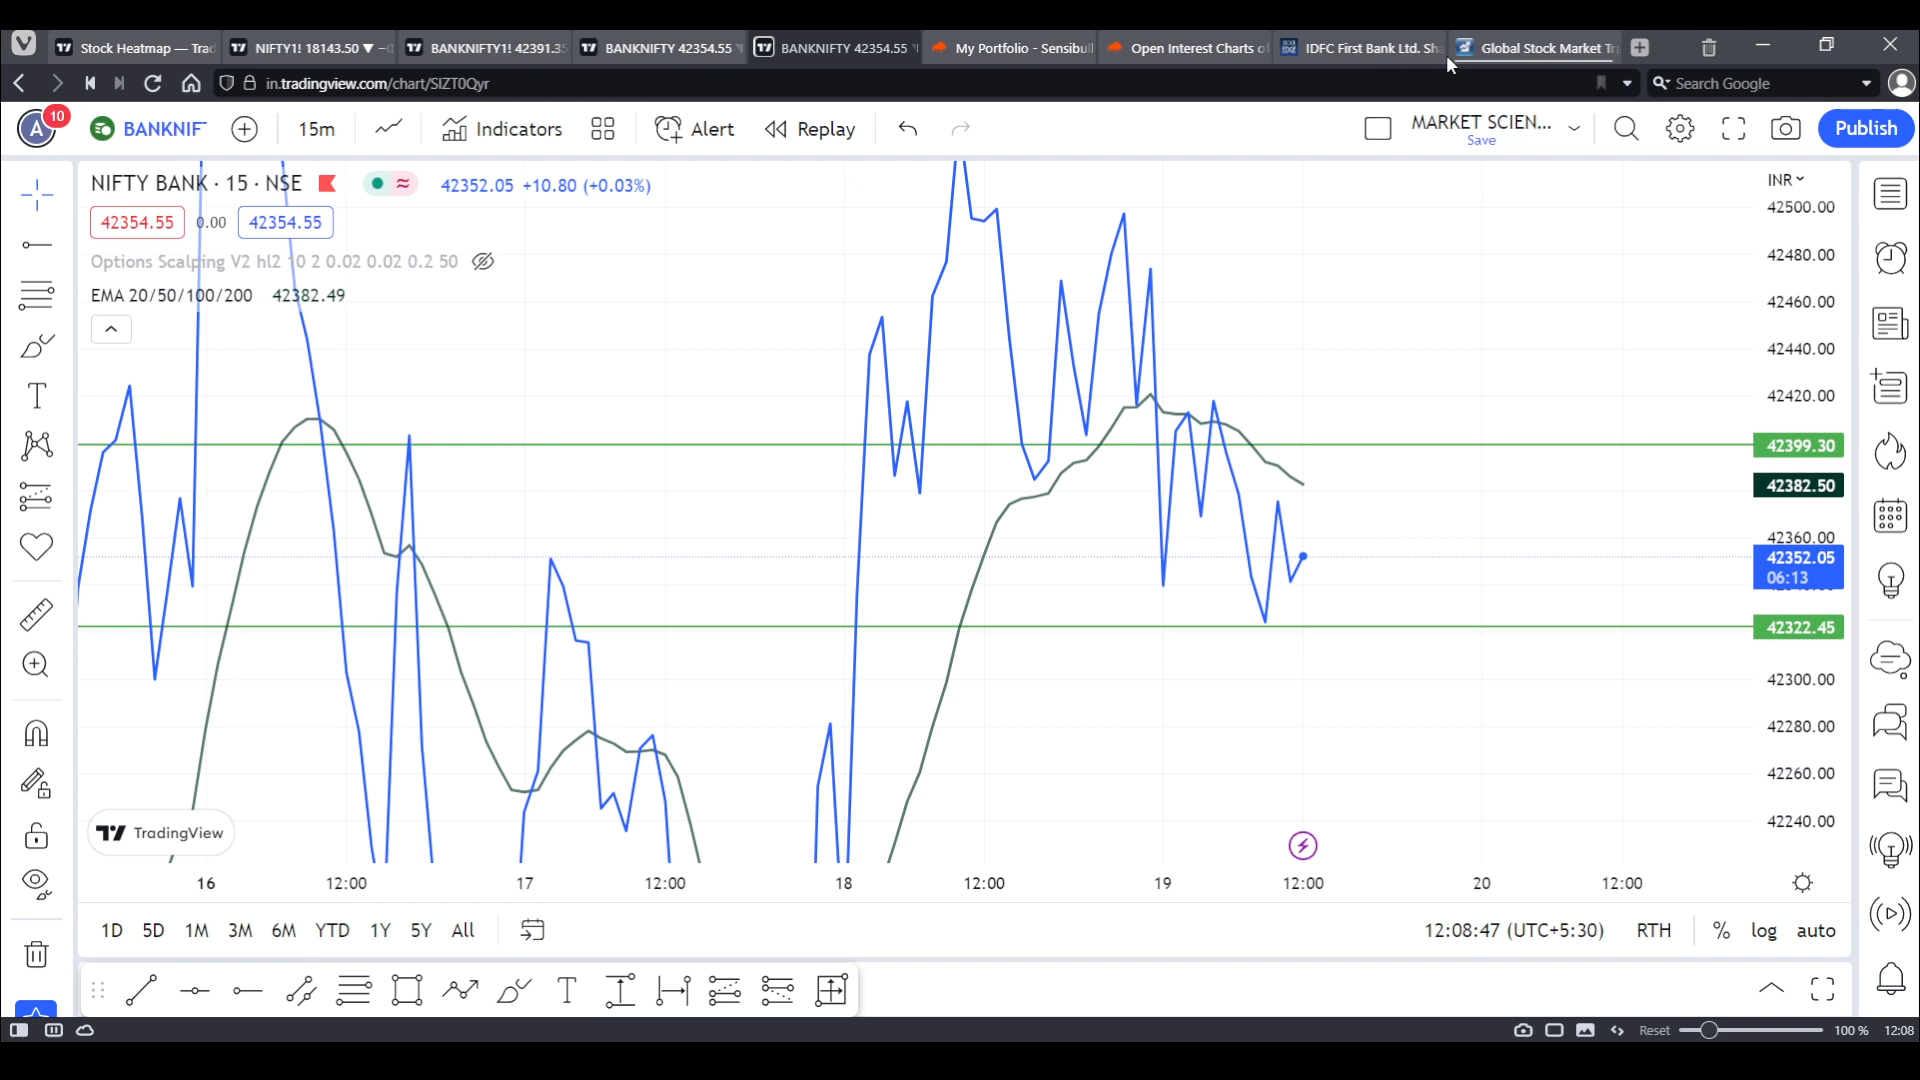 Stock Heatmap — Trad
NIFTY1! 18143.50 ▼ −0
BANKNIFTY1! 42391.35
BANKNIFTY 42354.55
BANKNIFTY 42354.55
My Portfolio - Sensibull
Open Interest Charts of
IDFC First Bank Ltd. Sha
Global Stock Market Tr
in.tradingview.com/chart/SIZT0Qyr
Search Google
A
10
BANKNIF
15m
Indicators
Alert
Replay
MARKET SCIEN...
Save
Publish
NIFTY BANK · 15 · NSE
42352.05 +10.80 (+0.03%)
INR
42354.55
0.00
42354.55
Options Scalping V2 hl2 10 2 0.02 0.02 0.2 50
EMA 20/50/100/200 42382.49
42500.00
42480.00
42460.00
42440.00
42420.00
42399.30
42382.50
42360.00
42352.05
06:13
42322.45
42300.00
42280.00
42260.00
42240.00
TradingView
16
12:00
17
12:00
18
12:00
19
12:00
20
12:00
1D 5D 1M 3M 6M YTD 1Y 5Y All
12:08:47 (UTC+5:30) RTH % log auto
Reset
100 %
12:08